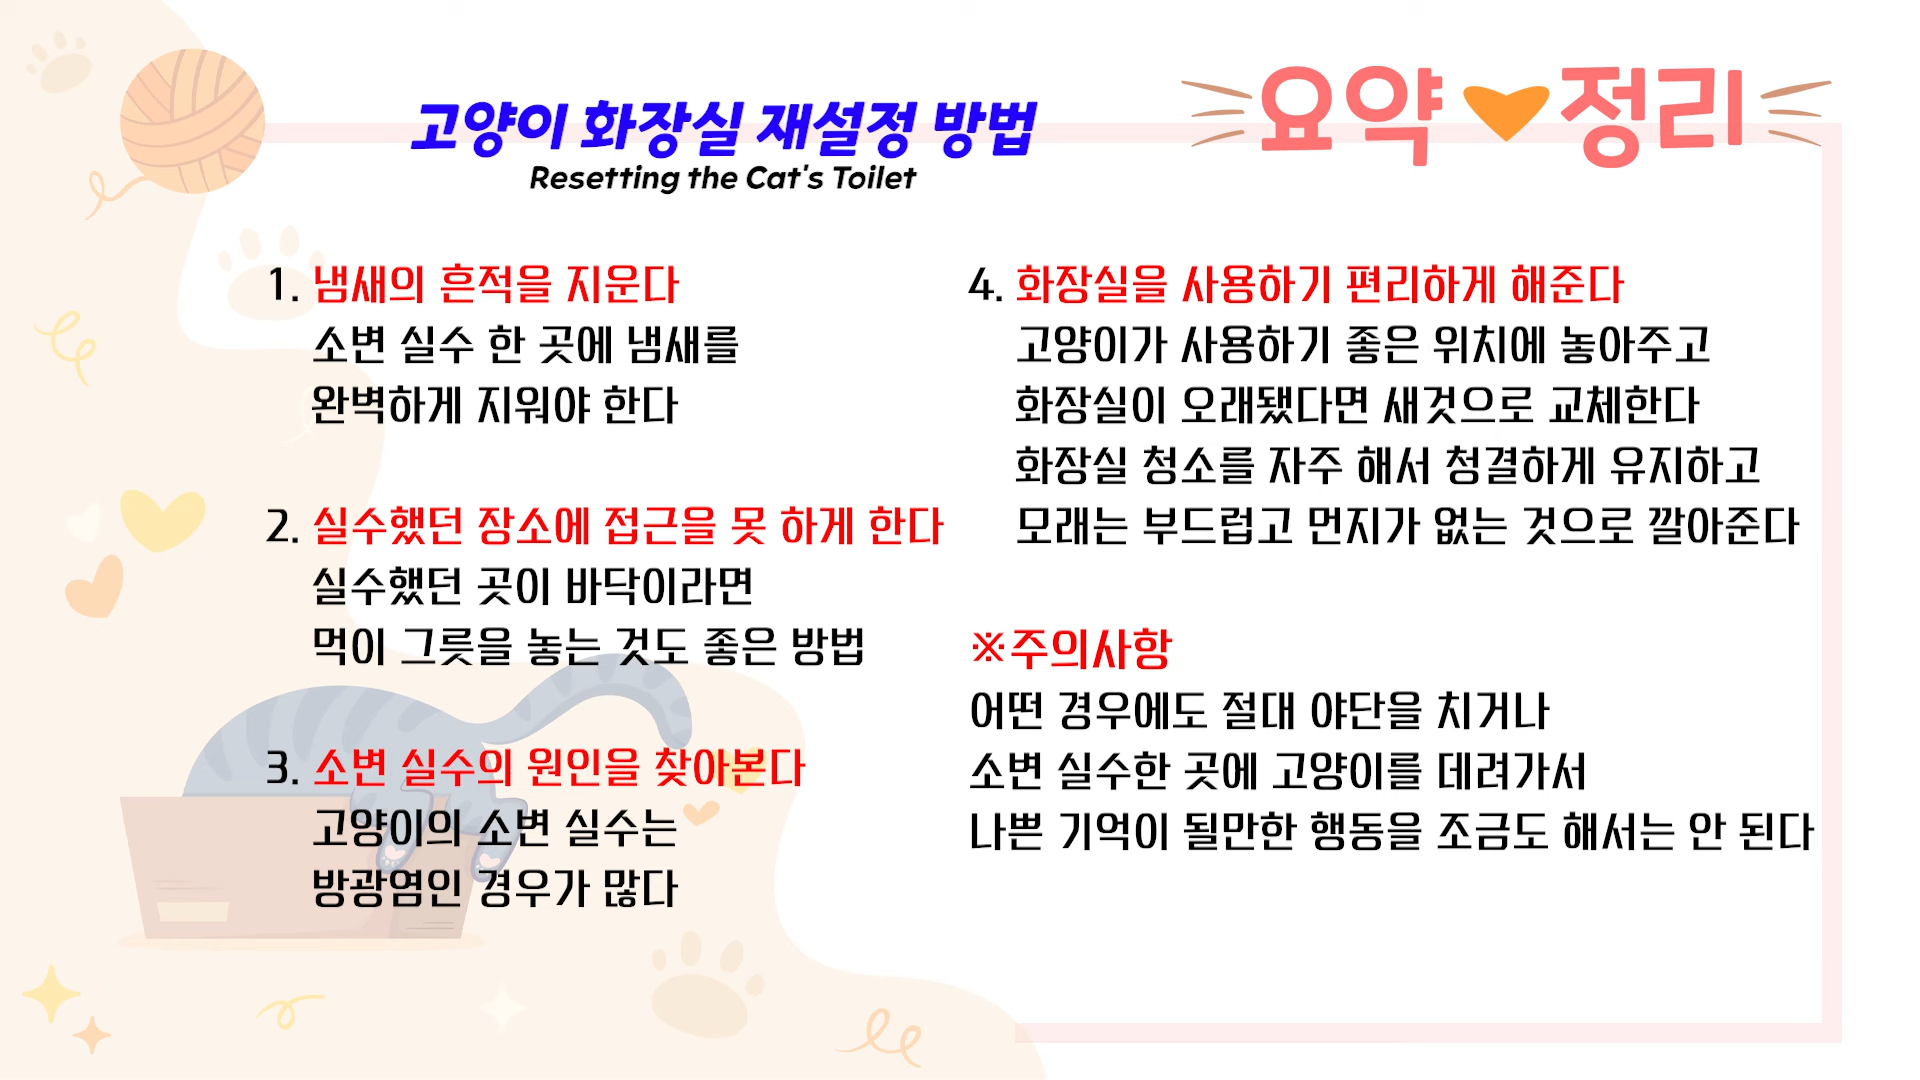 고양이 화장실 재설정 방법
Resetting the Cat's Toilet
요약 정리
1. 냄새의 흔적을 지운다
소변 실수 한 곳에 냄새를
완벽하게 지워야 한다
2. 실수했던 장소에 접근을 못 하게 한다
실수했던 곳이 바닥이라면
먹이 그릇을 놓는 것도 좋은 방법
3. 소변 실수의 원인을 찾아본다
고양이의 소변 실수는
방광염인 경우가 많다
4. 화장실을 사용하기 편리하게 해준다
고양이가 사용하기 좋은 위치에 놓아주고
화장실이 오래됐다면 새것으로 교체한다
화장실 청소를 자주 해서 청결하게 유지하고
모래는 부드럽고 먼지가 없는 것으로 깔아준다
※주의사항
어떤 경우에도 절대 야단을 치거나
소변 실수한 곳에 고양이를 데려가서
나쁜 기억이 될만한 행동을 조금도 해서는 안 된다